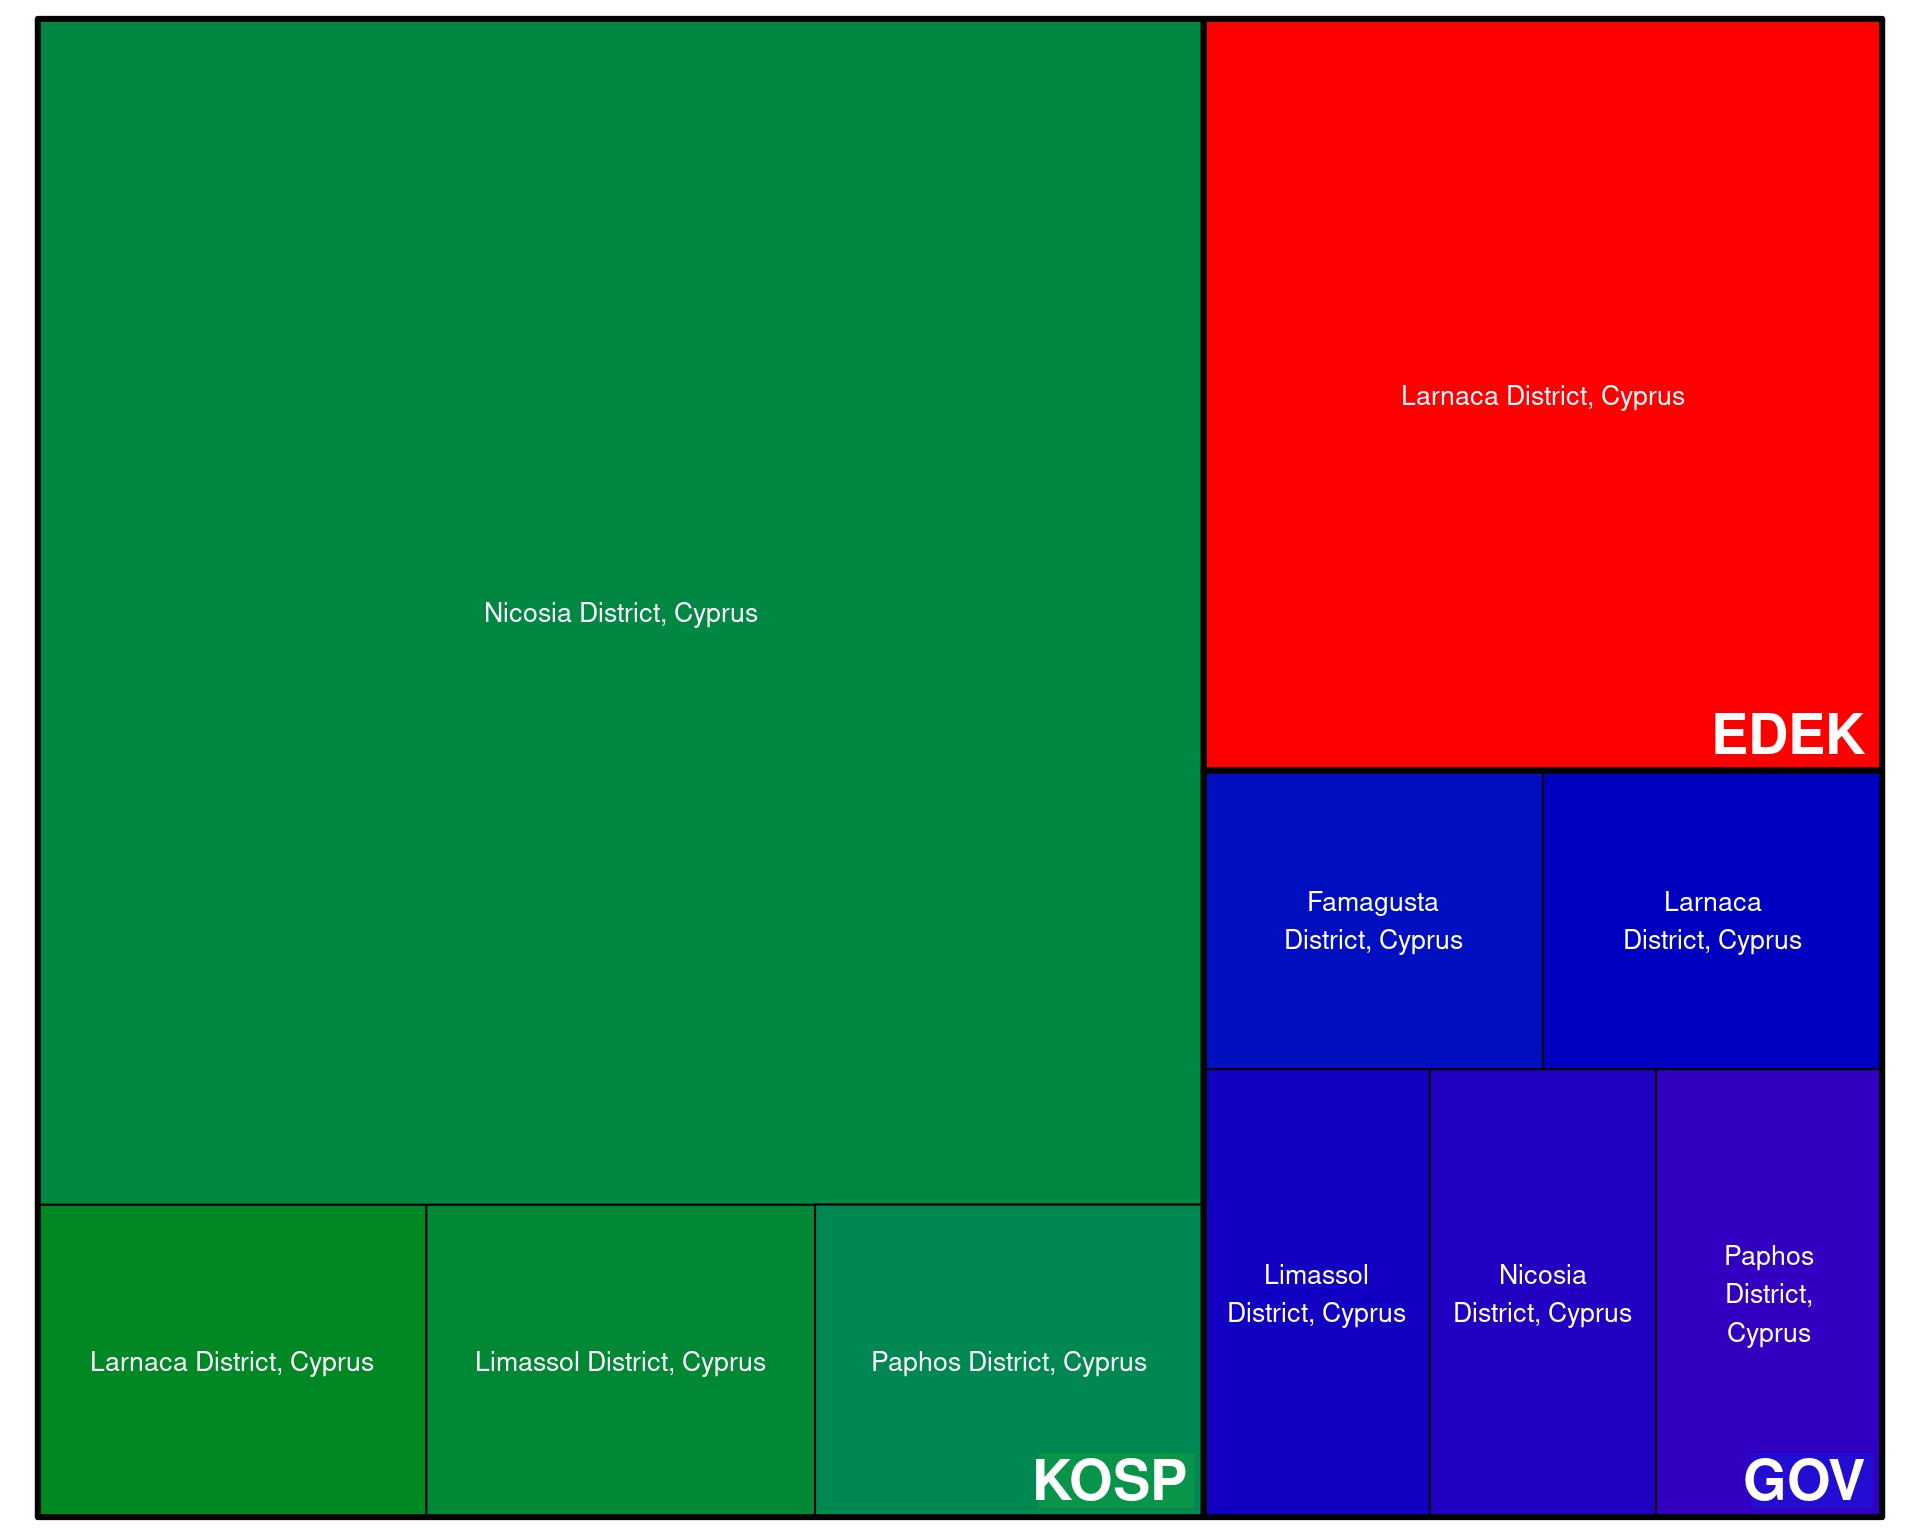 Nicosia District, Cyprus
Larnaca District, Cyprus
Limassol District, Cyprus
Paphos District, Cyprus
KOSP
Larnaca District, Cyprus
EDEK
Famagusta
District, Cyprus
Larnaca
District, Cyprus
Limassol
District, Cyprus
Nicosia
District, Cyprus
Paphos
District,
Cyprus
GOV